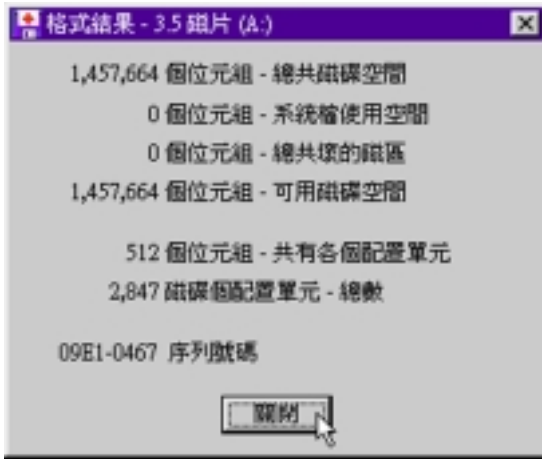 格式結果 - 3.5 磁片 (A:)
1,457,664 個位元組 - 總共磁碟空間
0 個位元組 - 系統檔使用空間
0 個位元組 - 總共壞的磁區
1,457,664 個位元組 - 可用磁碟空間
512 個位元組 - 共有各個配置單元
2,847 磁碟個配置單元 - 總數
09E1-0467 序列號碼
關閉